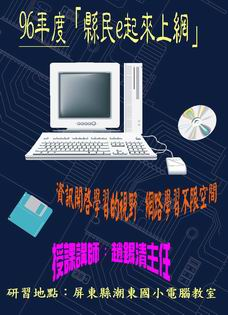 96年度「縣民e起來上網」
資訊開啓學習的視野 網路學習不限空間
授課講師：趙錫清主任
研習地點：屏東縣潮東國小電腦教室